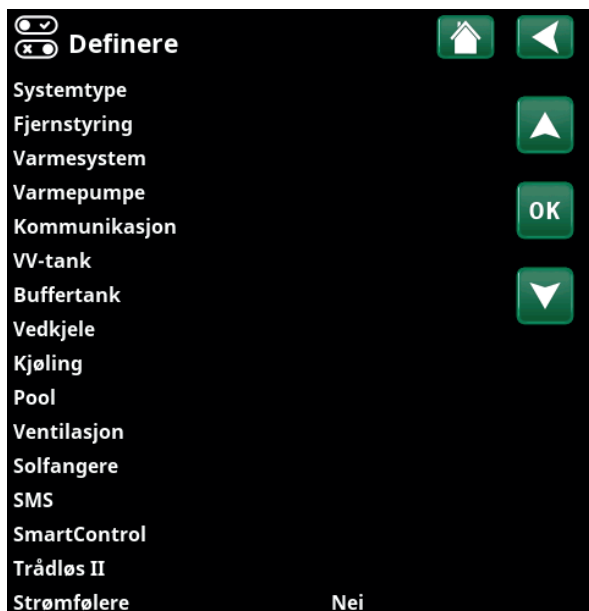 Definere
Systemtype
Fjernstyring
Varmesystem
Varmepumpe
OK
Kommunikasjon
VV-tank
Buffertank
Vedkjele
Kjøling
Pool
Ventilasjon
Solfangere
SMS
SmartControl
Trådløs II
Strømfølere Nei